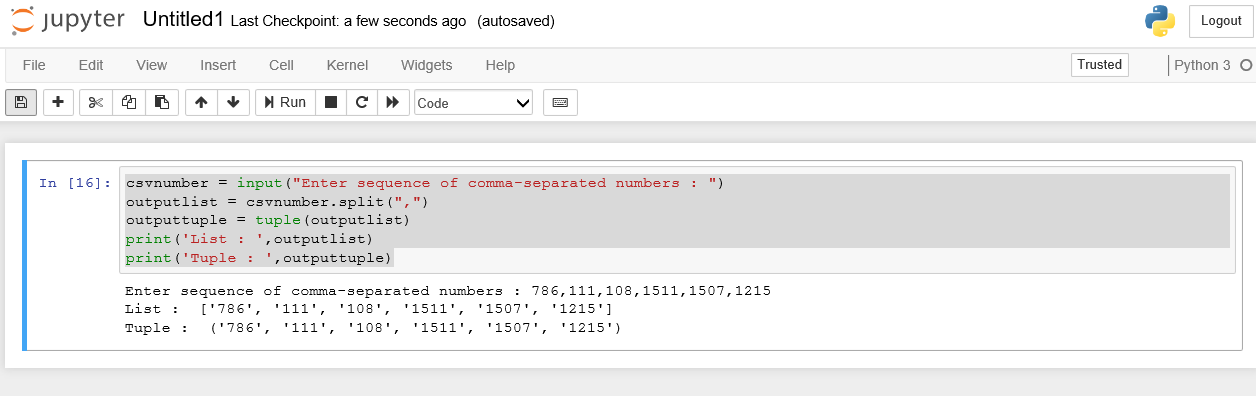 jupyter Untitled1 Last Checkpoint: a few seconds ago (autosaved) Logout
File Edit View Insert Cell Kernel Widgets Help Trusted Python 3
Run Code
In [16]: csvnumber = input("Enter sequence of comma-separated numbers : ")
outputlist = csvnumber.split(",")
outputtuple = tuple(outputlist)
print('List : ',outputlist)
print('Tuple : ',outputtuple)
Enter sequence of comma-separated numbers : 786,111,108,1511,1507,1215
List :  ['786', '111', '108', '1511', '1507', '1215']
Tuple :  ('786', '111', '108', '1511', '1507', '1215')